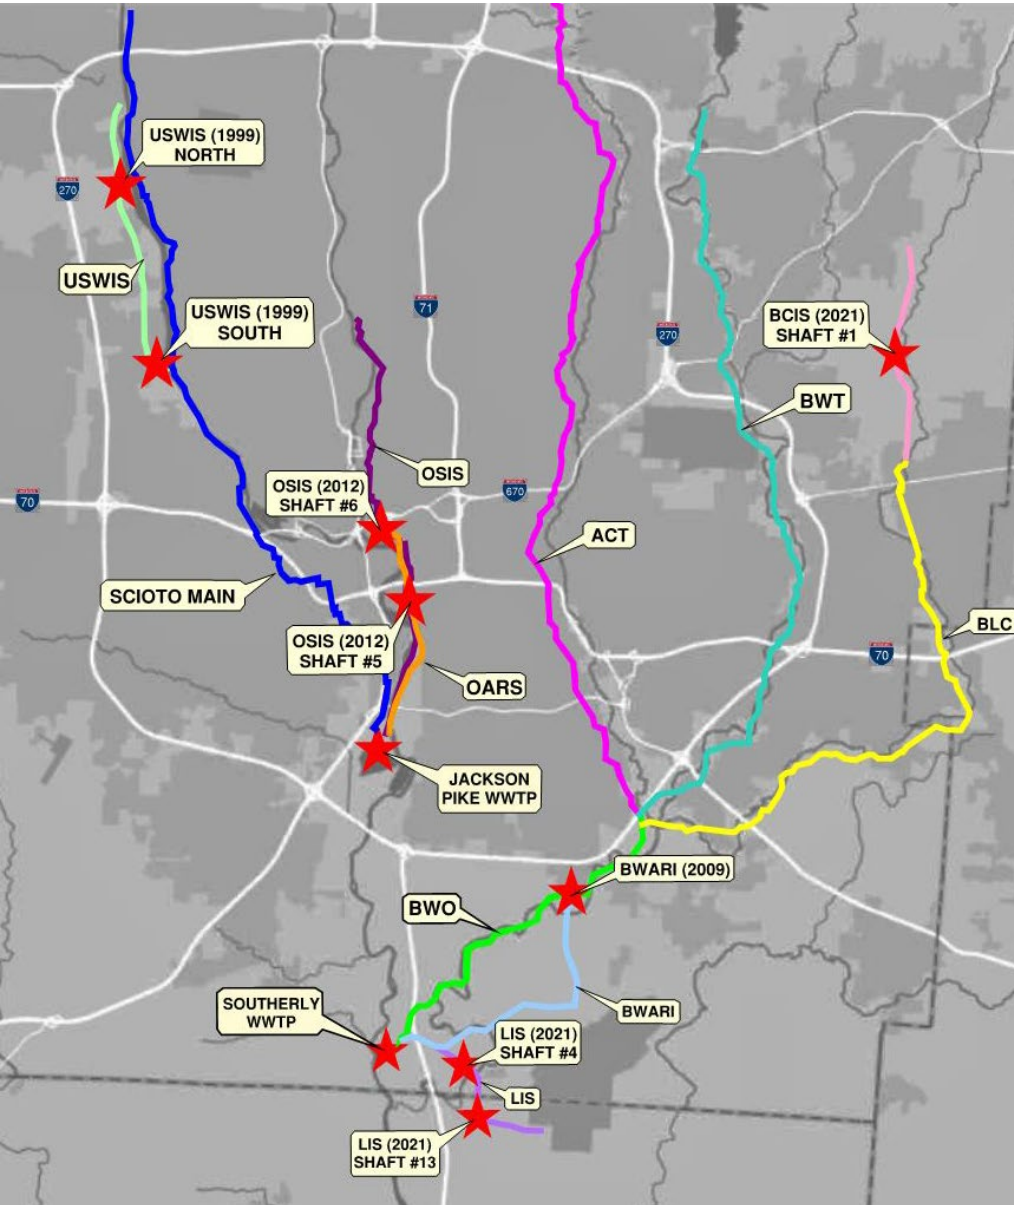 USWIS (1999)
NORTH
270
USWIS
USWIS (1999)
SOUTH
71
270
BCIS (2021)
SHAFT #1
BWT
OSIS
OSIS (2012)
SHAFT #6
670
70
ACT
SCIOTO MAIN
BLC
OSIS (2012)
SHAFT #5
70
OARS
JACKSON
PIKE WWTP
BWARI (2009)
BWO
SOUTHERLY
WWTP
BWARI
LIS (2021)
SHAFT #4
LIS
LIS (2021)
SHAFT #13